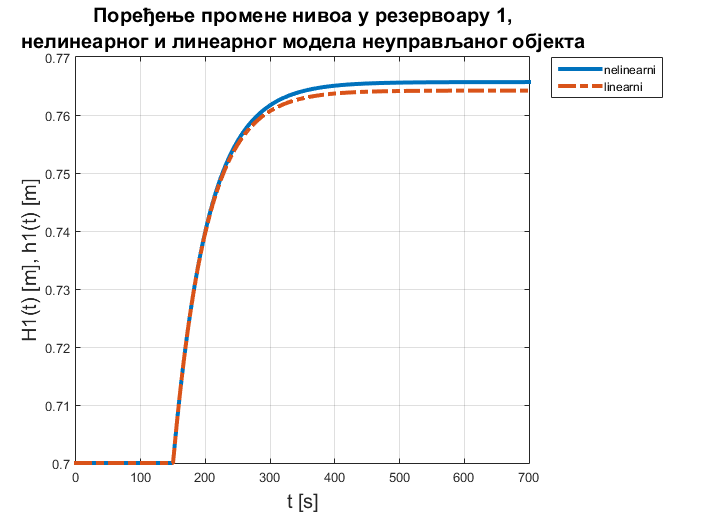 Поређење промене нивоа у резервоару 1,
нелинеарног и линеарног модела неуправљаног објекта
0.77
0.76
0.75
0.74
0.73
0.72
0.71
0.7
0
100
200
300
400
500
600
700
H1(t) [m], h1(t) [m]
t [s]
nelinearni
linearni